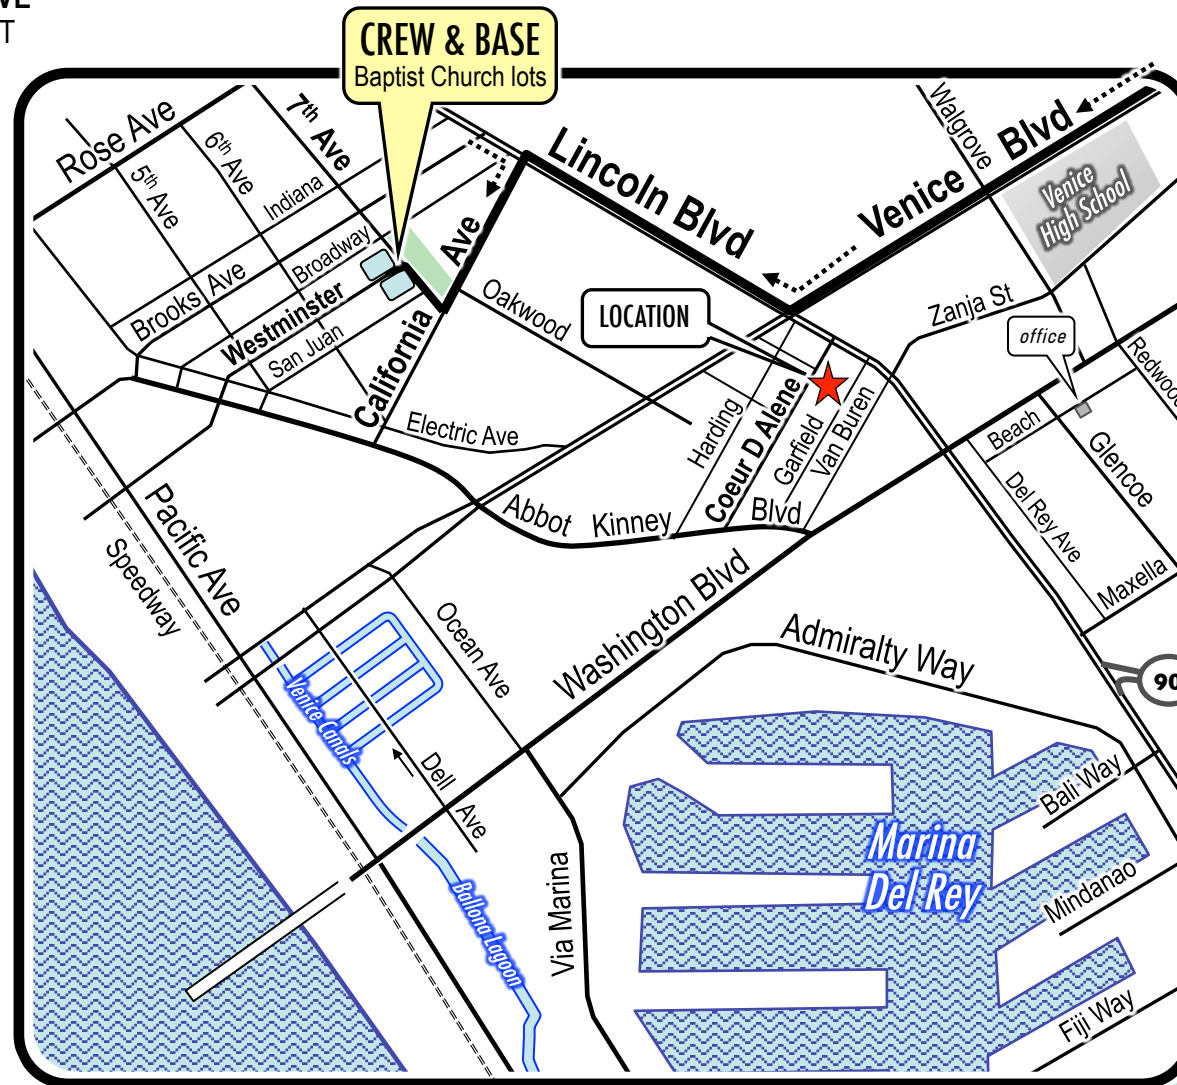 T
CREW & BASE
Baptist Church lots
Rose Ave
7th Ave
6th Ave
5th Ave
Indiana
Lincoln Blvd
Venice Blvd
Walgrove
Venice
High School
Brooks Ave
Broadway
Westminster
San Juan
California Ave
Oakwood
LOCATION
Zanja St
office
Redwood
Electric Ave
Harding
Coeur D Alene
Garfield
Van Buren
Beach
Glencoe
Del Rey Ave
Maxella
Abbot Kinney Blvd
Pacific Ave
Speedway
Ocean Ave
Washington Blvd
Admiralty Way
90
Venice Canals
Dell Ave
Bali Way
Marina
Del Rey
Mindanao
Via Marina
Ballona Lagoon
Fiji Way